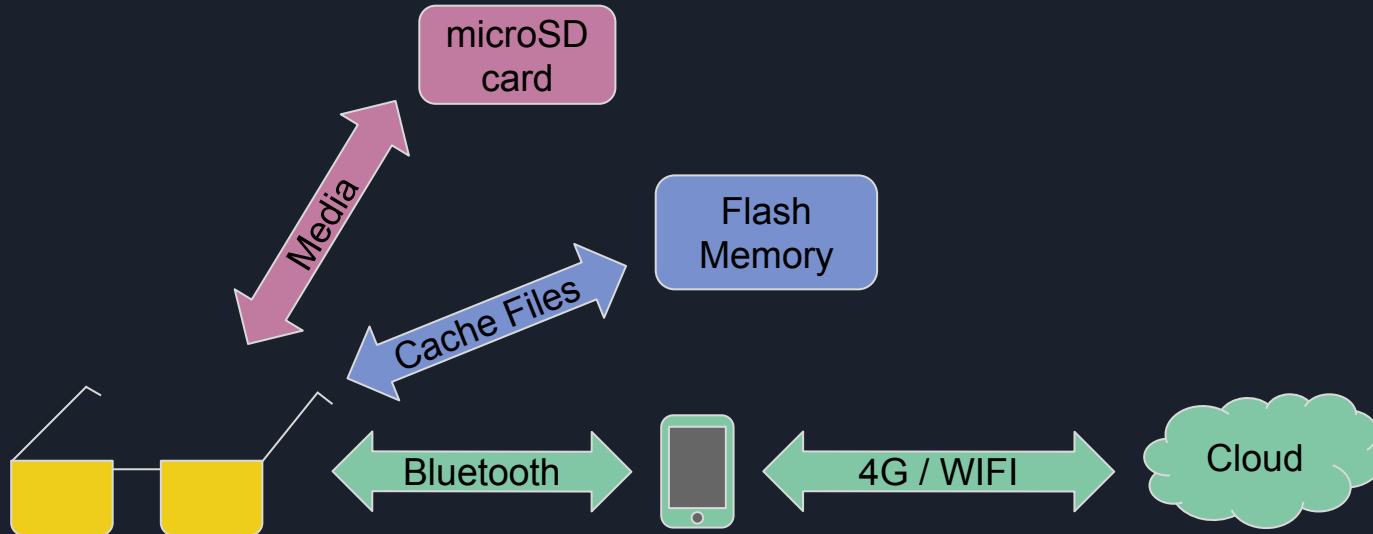 microSD
card
Media
Flash
Memory
Cache Files
Bluetooth
4G / WIFI
Cloud